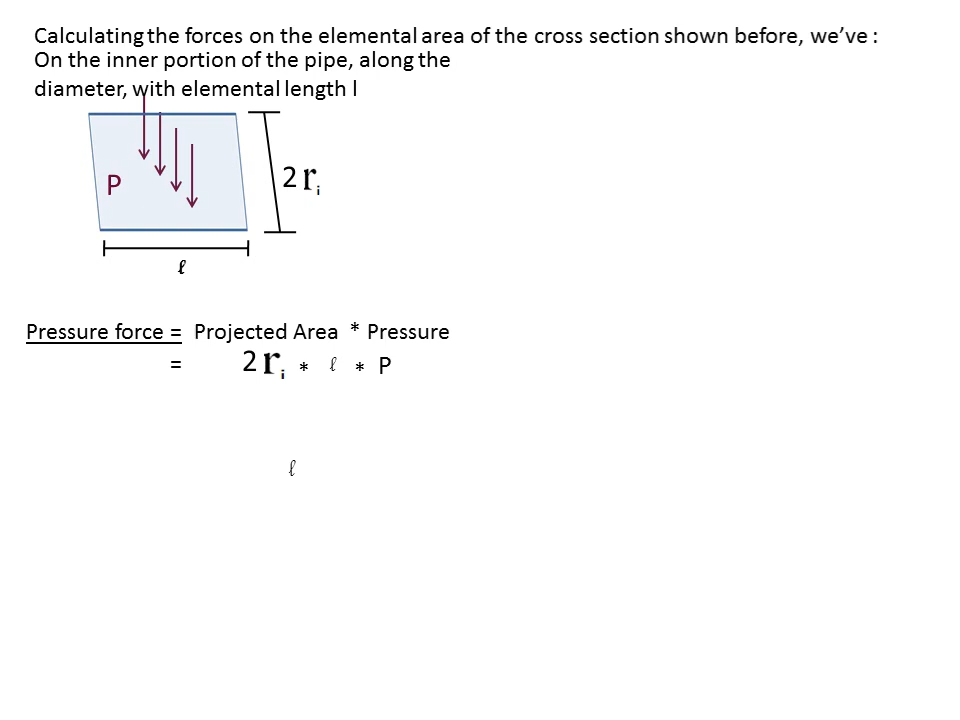 Calculating the forces on the elemental area of the cross section shown before, we’ve :
On the inner portion of the pipe, along the
diameter, with elemental length l
P
2 rᵢ
ℓ
Pressure force = Projected Area * Pressure
= 2 rᵢ * ℓ * P
ℓ